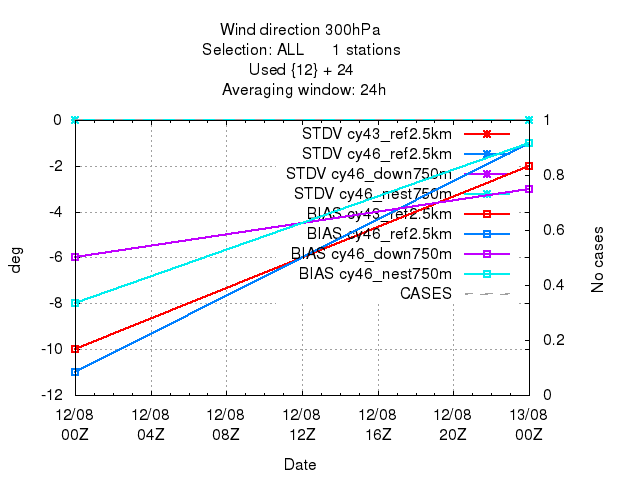 Wind direction 300hPa
Selection: ALL 1 stations
Used {12} + 24
Averaging window: 24h
0
-2
-4
-6
-8
-10
-12
deg
1
0.8
0.6
0.4
0.2
0
No cases
STDV cy43_ref2.5km
STDV cy46_ref2.5km
STDV cy46_down750m
STDV cy46_nest750m
BIAS cy43_ref2.5km
BIAS cy46_ref2.5km
BIAS cy46_down750m
BIAS cy46_nest750m
CASES
12/08 12/08 12/08 12/08 12/08 12/08 13/08
00Z 04Z 08Z 12Z 16Z 20Z 00Z
Date